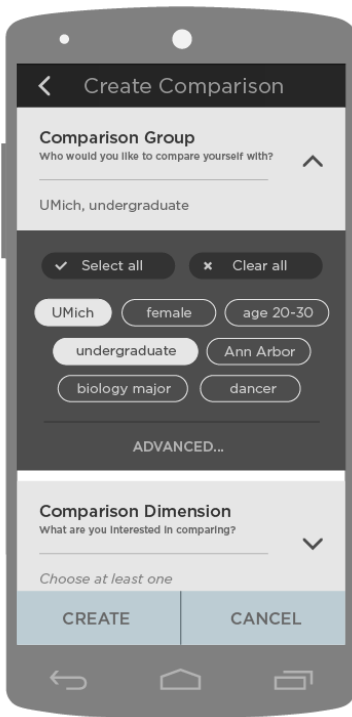 Create Comparison
Comparison Group
Who would you like to compare yourself with?
UMich, undergraduate
Select all Clear all
UMich female age 20-30
undergraduate Ann Arbor
biology major dancer
ADVANCED...
Comparison Dimension
What are you interested in comparing?
Choose at least one
CREATE CANCEL